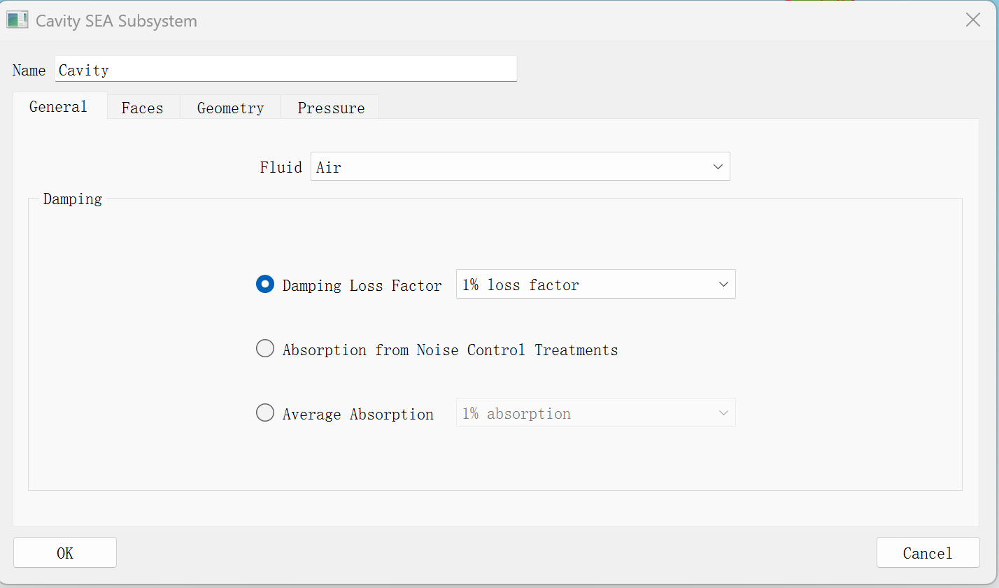 Cavity SEA Subsystem
Name Cavity
General Faces Geometry Pressure
Fluid Air
Damping
Damping Loss Factor 1% loss factor
Absorption from Noise Control Treatments
Average Absorption 1% absorption
OK Cancel